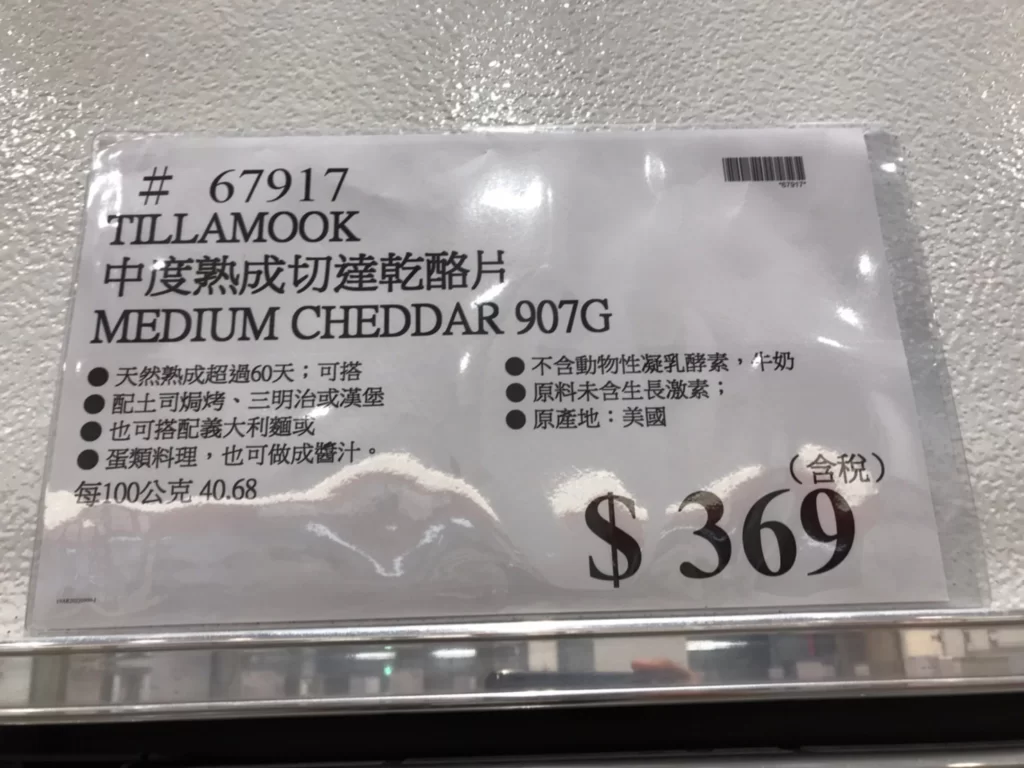 # 67917
*67917*
TILLAMOOK
中度熟成切達乾酪片
MEDIUM CHEDDAR 907G
● 天然熟成超過60天；可搭
● 配土司焗烤、三明治或漢堡
● 也可搭配義大利麵或
● 蛋類料理，也可做成醬汁。
● 不含動物性凝乳酵素，牛奶
● 原料未含生長激素；
● 原產地：美國
每100公克 40.68
（含稅）
$ 369